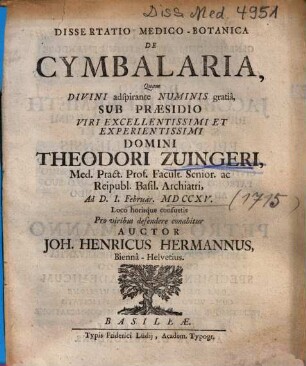 Diss. Med. 4951
DISSERTATIO MEDICO-BOTANICA
DE
CYMBALARIA,
Quam
DIVINI adspirante NUMINIS gratiâ,
SUB PRÆSIDIO
VIRI EXCELLENTISSIMI ET
EXPERIENTISSIMI
DOMINI
THEODORI ZUINGERI,
Med. Pract. Prof. Facult. Senior. ac
Reipubl. Basil. Archiatri,
Ad D. I. Februar. MDCCXV.
(1715)
Loco horisque consuetis
Pro viribus defendere conabitur
AUCTOR
JOH. HENRICUS HERMANNUS,
Biennâ-Helvetius.
BASILEÆ,
Typis Friderici Lüdij, Academ. Typogr.